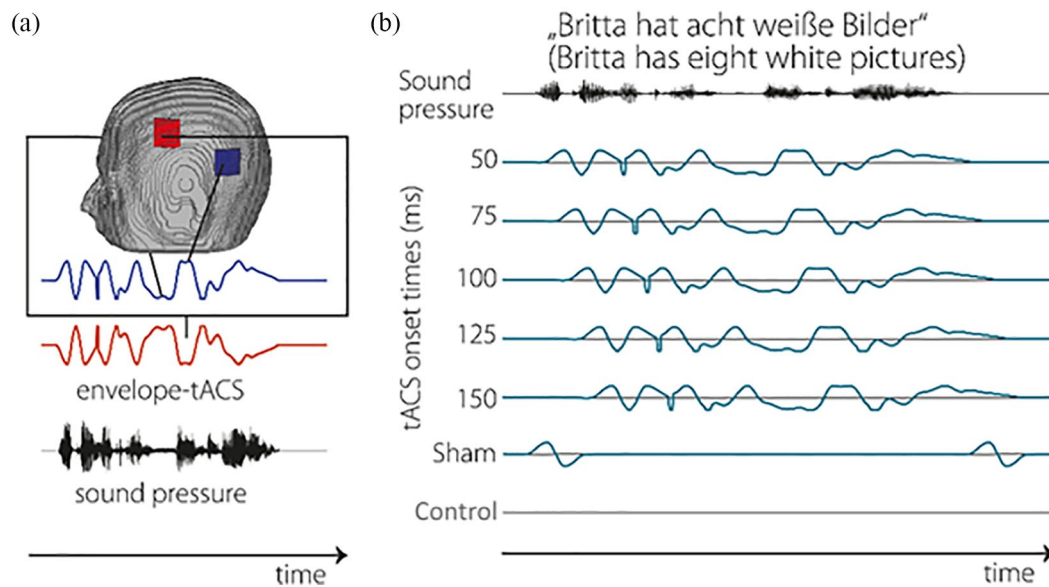 (a)
envelope-tACS
sound pressure
time
(b)
„Britta hat acht weiße Bilder“
(Britta has eight white pictures)
Sound
pressure
tACS onset times (ms)
50
75
100
125
150
Sham
Control
time